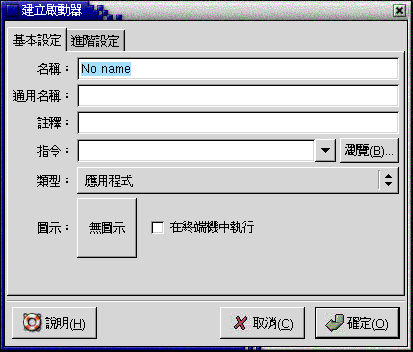 建立啟動器
基本設定 進階設定
名稱： No name
通用名稱：
註釋：
指令： 瀏覽(B)...
類型： 應用程式
圖示： 無圖示 在終端機中執行
說明(H) 取消(C) 確定(O)